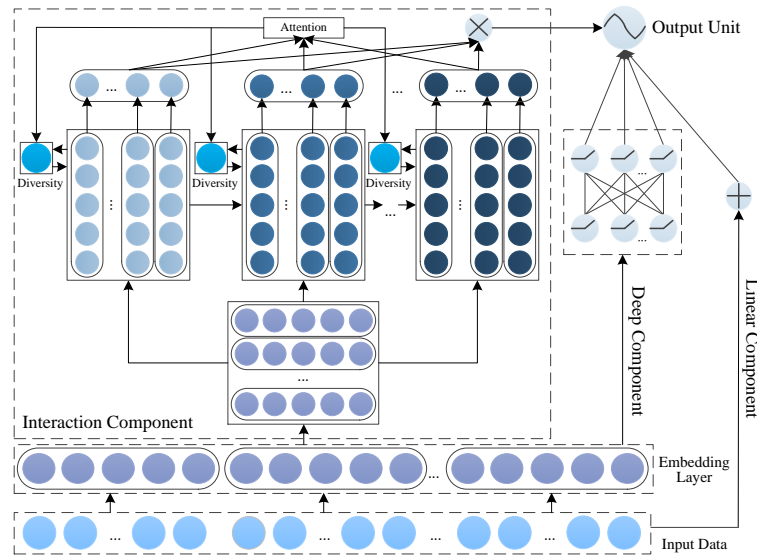 Attention
Output Unit
... ... ... ...
Diversity
Diversity
Diversity
...
...
...
...
...
...
...
Deep Component
Linear Component
Interaction Component
...
Embedding
Layer
... ... ...
Input Data